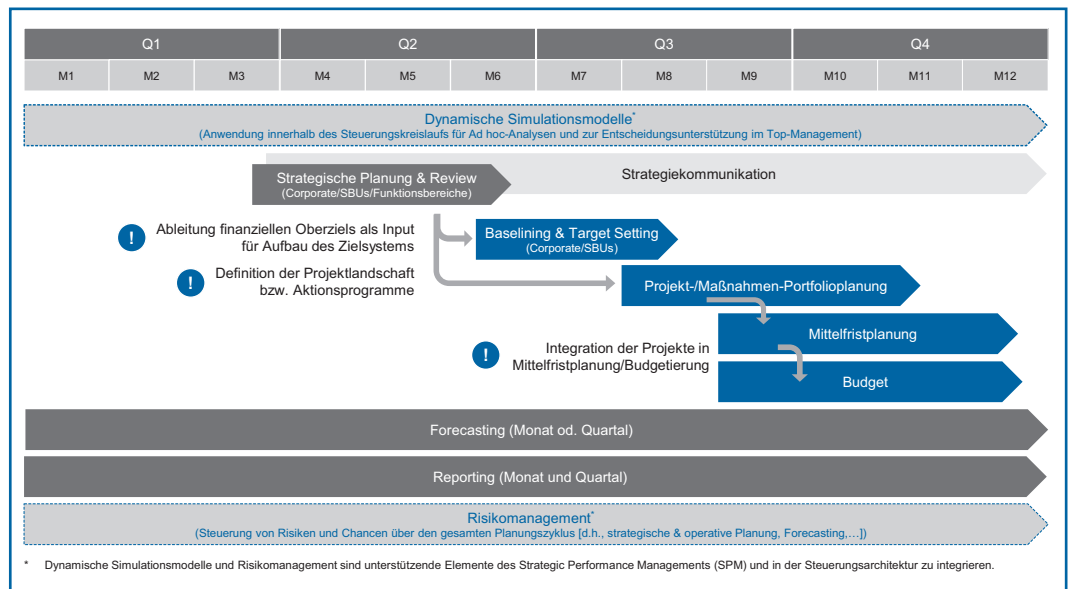 Q1 Q2 Q3 Q4
M1 M2 M3 M4 M5 M6 M7 M8 M9 M10 M11 M12
Dynamische Simulationsmodelle*
(Anwendung innerhalb des Steuerungskreislaufs für Ad hoc-Analysen und zur Entscheidungsunterstützung im Top-Management)
Strategische Planung & Review
(Corporate/SBUs/Funktionsbereiche)
Strategiekommunikation
! Ableitung finanziellen Oberziels als Input
für Aufbau des Zielsystems
Baselining & Target Setting
(Corporate/SBUs)
! Definition der Projektlandschaft
bzw. Aktionsprogramme
Projekt-/Maßnahmen-Portfolioplanung
Mittelfristplanung
! Integration der Projekte in
Mittelfristplanung/Budgetierung
Budget
Forecasting (Monat od. Quartal)
Reporting (Monat und Quartal)
Risikomanagement*
(Steuerung von Risiken und Chancen über den gesamten Planungszyklus [d.h., strategische & operative Planung, Forecasting,…])
* Dynamische Simulationsmodelle und Risikomanagement sind unterstützende Elemente des Strategic Performance Managements (SPM) und in der Steuerungsarchitektur zu integrieren.